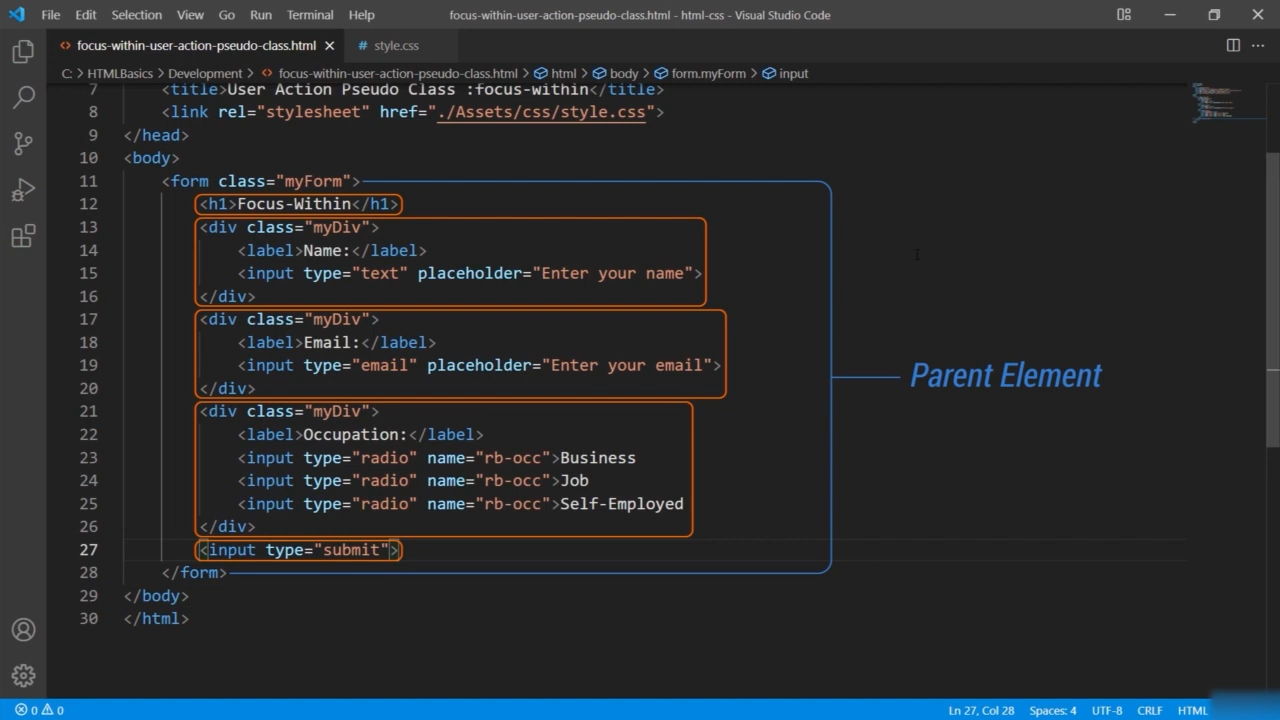 File Edit Selection View Go Run Terminal Help focus-within-user-action-pseudo-class.html - html-css - Visual Studio Code
focus-within-user-action-pseudo-class.html style.css
C: > HTMLBasics > Development > focus-within-user-action-pseudo-class.html > html > body > form.myForm > input
7 <title>User Action Pseudo Class :focus-within</title>
8 <link rel="stylesheet" href="./Assets/css/style.css">
9 </head>
10 <body>
11 <form class="myForm">
12 <h1>Focus-Within</h1>
13 <div class="myDiv">
14 <label>Name:</label>
15 <input type="text" placeholder="Enter your name">
16 </div>
17 <div class="myDiv">
18 <label>Email:</label>
19 <input type="email" placeholder="Enter your email">
20 </div>
21 <div class="myDiv">
22 <label>Occupation:</label>
23 <input type="radio" name="rb-occ">Business
24 <input type="radio" name="rb-occ">Job
25 <input type="radio" name="rb-occ">Self-Employed
26 </div>
27 <input type="submit">
28 </form>
29 </body>
30 </html>
Parent Element
0 0 Ln 27, Col 28 Spaces: 4 UTF-8 CRLF HTML